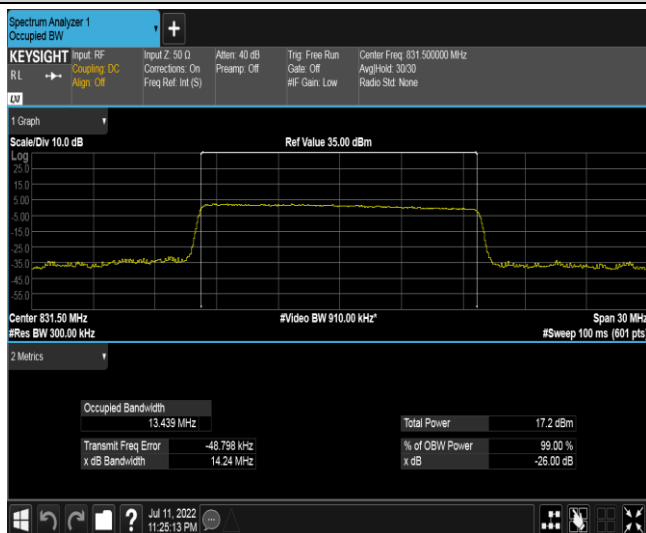 Spectrum Analyzer 1
Occupied BW
+
KEYSIGHT
RL
LXI
Input: RF
Coupling: DC
Align: Off
Input Z: 50 Ω
Corrections: On
Freq Ref: Int (S)
Atten: 40 dB
Preamp: Off
Trig: Free Run
Gate: Off
#IF Gain: Low
Center Freq: 831.500000 MHz
Avg|Hold: 30/30
Radio Std: None
1 Graph
Scale/Div 10.0 dB
Ref Value 35.00 dBm
Log
25.0
15.0
5.00
-5.00
-15.0
-25.0
-35.0
-45.0
-55.0
Center 831.50 MHz
#Video BW 910.00 kHz*
Span 30 MHz
#Res BW 300.00 kHz
#Sweep 100 ms (601 pts)
2 Metrics
Occupied Bandwidth
13.439 MHz
Total Power 17.2 dBm
Transmit Freq Error -48.798 kHz
% of OBW Power 99.00 %
x dB Bandwidth 14.24 MHz
x dB -26.00 dB
?
Jul 11, 2022
11:25:13 PM